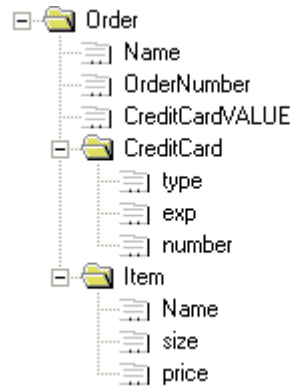 Order
Name
OrderNumber
CreditCardVALUE
CreditCard
type
exp
number
Item
Name
size
price